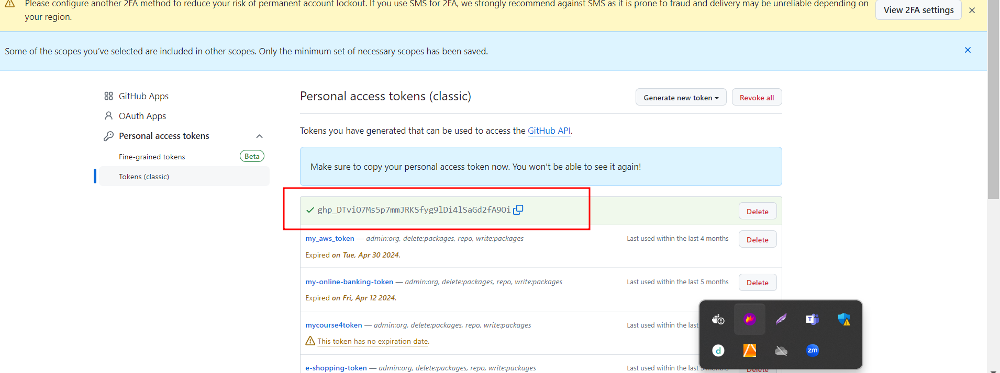 Please configure another 2FA method to reduce your risk of permanent account lockout. If you use SMS for 2FA, we strongly recommend against SMS as it is prone to fraud and delivery may be unreliable depending on
your region.
View 2FA settings
Some of the scopes you’ve selected are included in other scopes. Only the minimum set of necessary scopes has been saved.
GitHub Apps
OAuth Apps
Personal access tokens
Fine-grained tokens Beta
Tokens (classic)
Personal access tokens (classic)
Generate new token
Revoke all
Tokens you have generated that can be used to access the GitHub API.
Make sure to copy your personal access token now. You won’t be able to see it again!
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
Delete
my_aws_token — admin:org, delete:packages, repo, write:packages
Last used within the last 4 months
Delete
Expired on Tue, Apr 30 2024.
my-online-banking-token — admin:org, delete:packages, repo, write:packages
Last used within the last 5 months
Delete
Expired on Fri, Apr 12 2024.
mycourse4token — admin:org, delete:packages, repo, write:packages
Last used within the last
This token has no expiration date.
e-shopping-token — admin:org, delete:packages, repo, write:packages
Last used within the last 5 months
Delete
T
d
zm